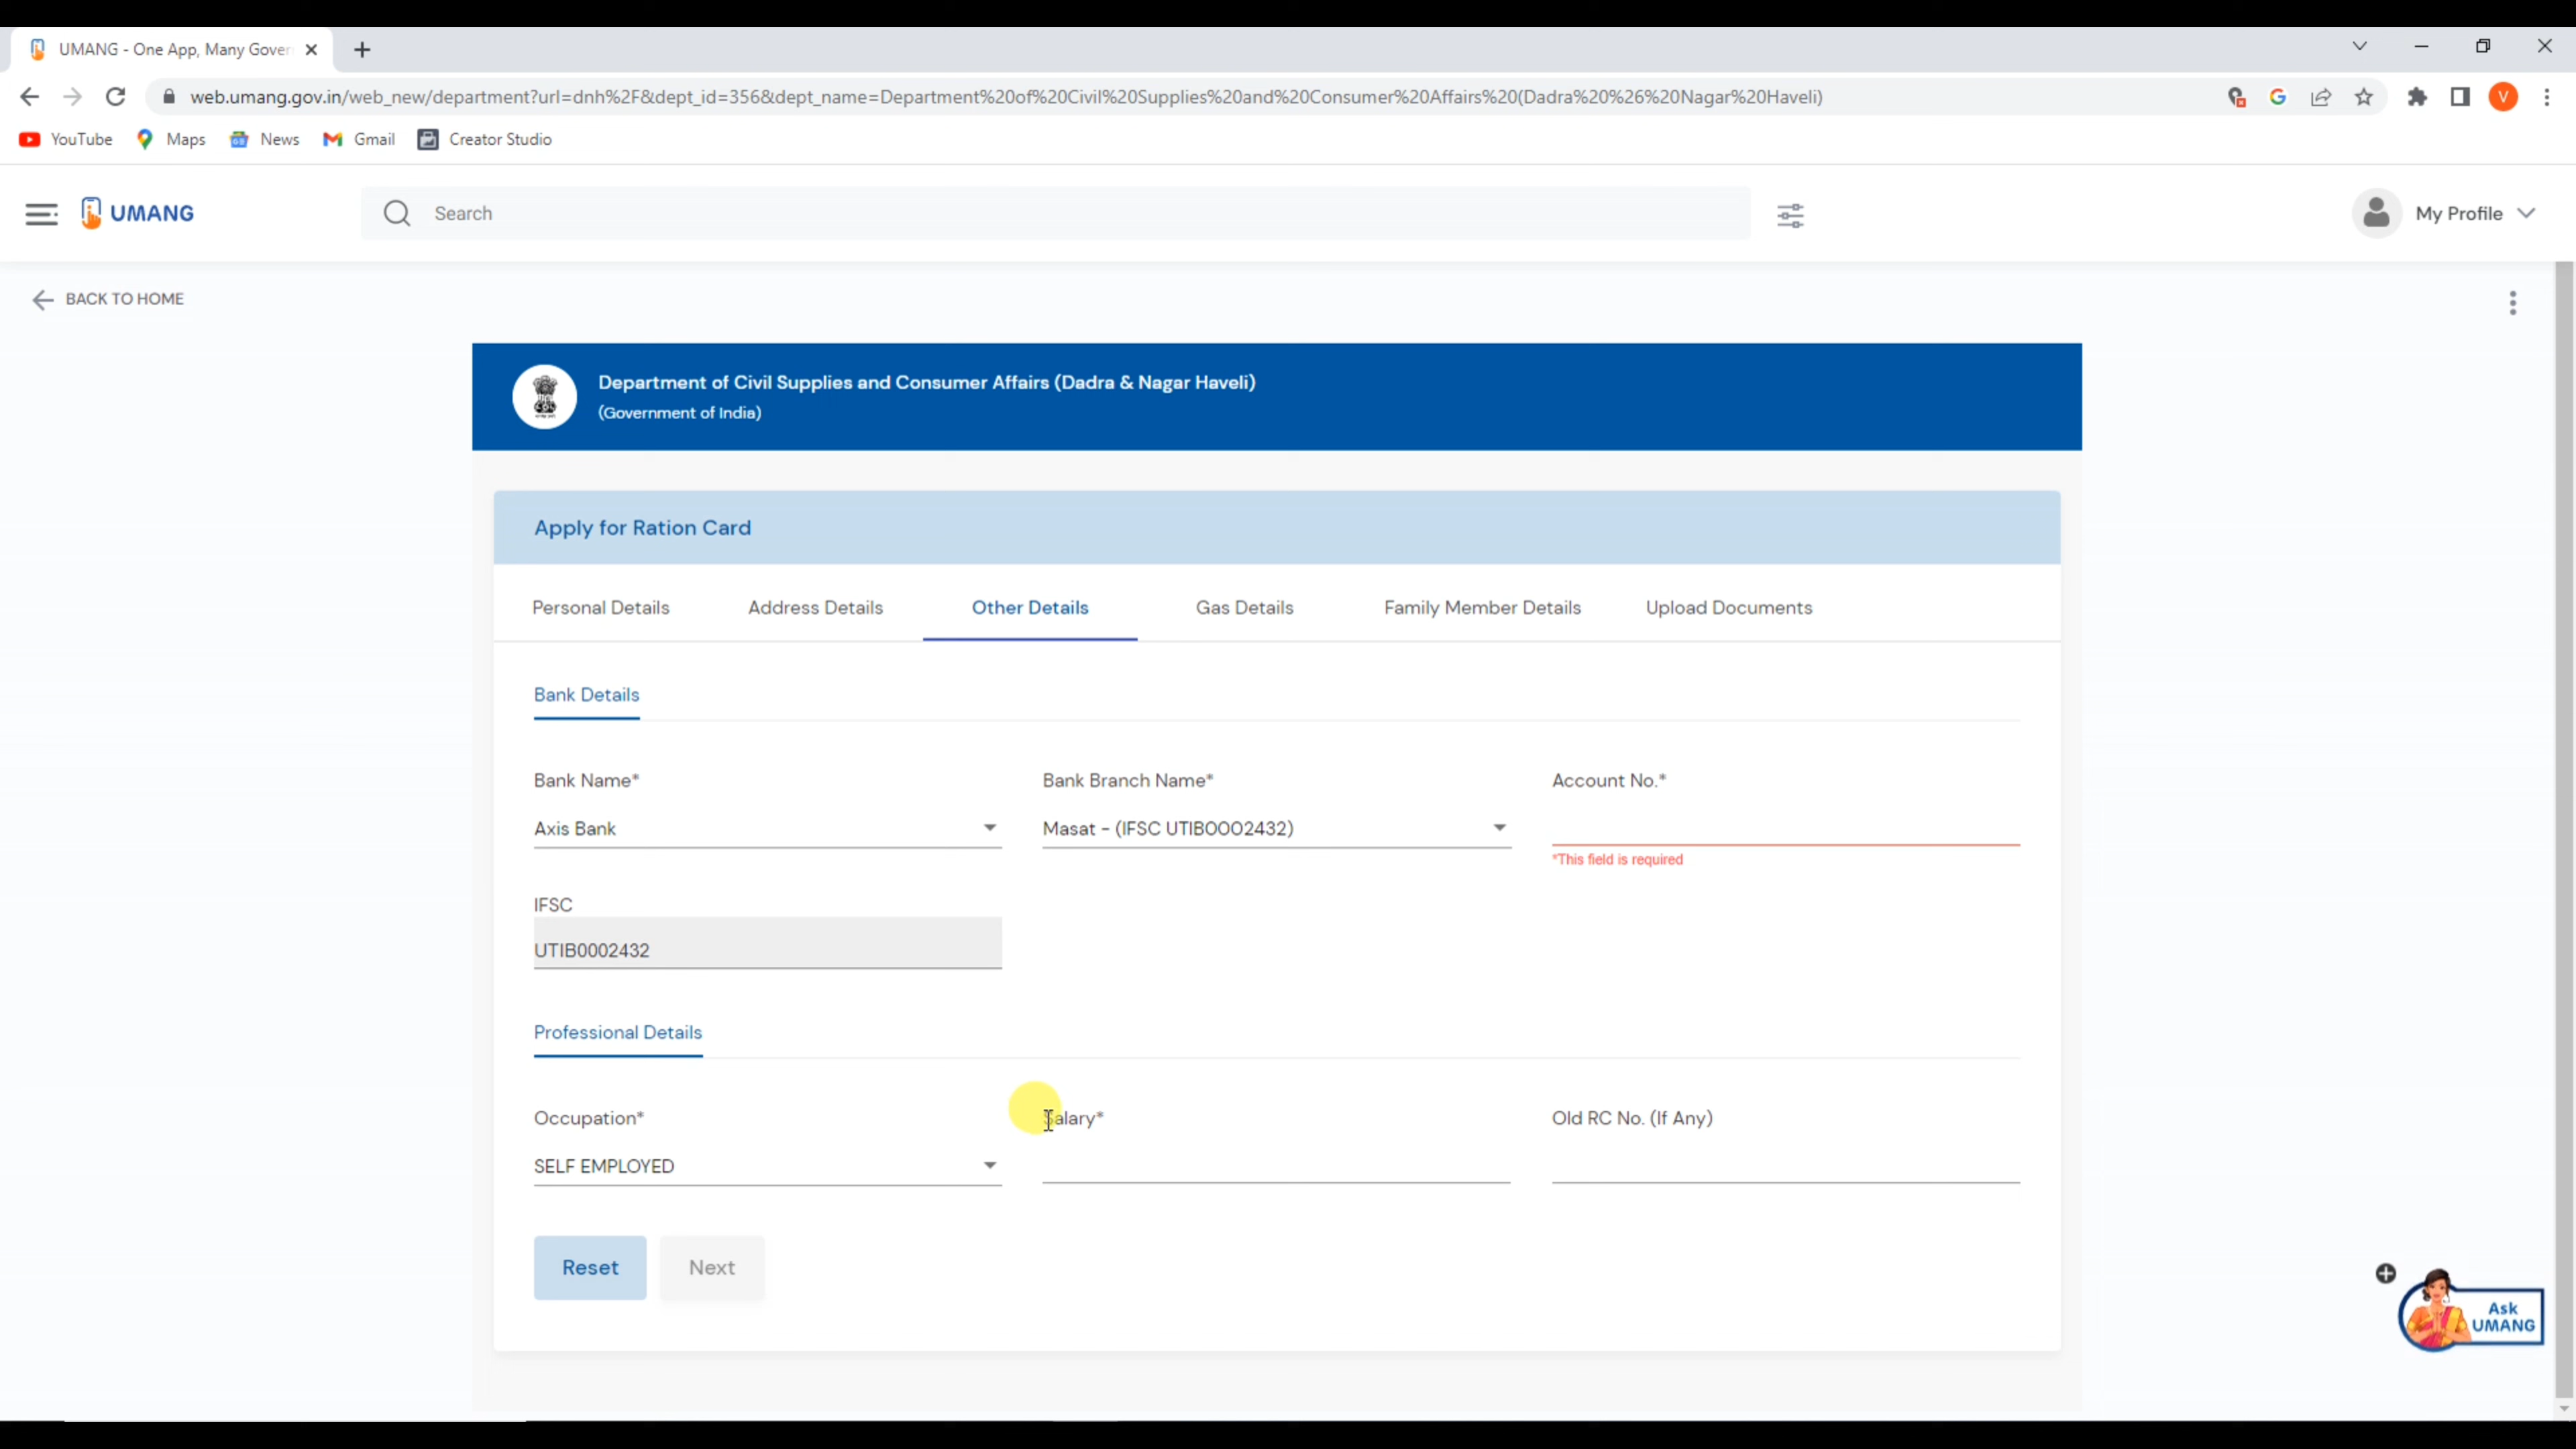 UMANG - One App, Many Gover
web.umang.gov.in/web_new/department?url=dnh%2F&dept_id=356&dept_name=Department%20of%20Civil%20Supplies%20and%20Consumer%20Affairs%20(Dadra%20%26%20Nagar%20Haveli)
V
YouTube Maps News Gmail Creator Studio
UMANG Search My Profile
BACK TO HOME
Department of Civil Supplies and Consumer Affairs (Dadra & Nagar Haveli)
(Government of India)
Apply for Ration Card
Personal Details Address Details Other Details Gas Details Family Member Details Upload Documents
Bank Details
Bank Name* Bank Branch Name* Account No.*
Axis Bank Masat - (IFSC UTIB0002432)
*This field is required
IFSC
UTIB0002432
Professional Details
Occupation* Salary* Old RC No. (If Any)
SELF EMPLOYED
Reset Next
Ask
UMANG